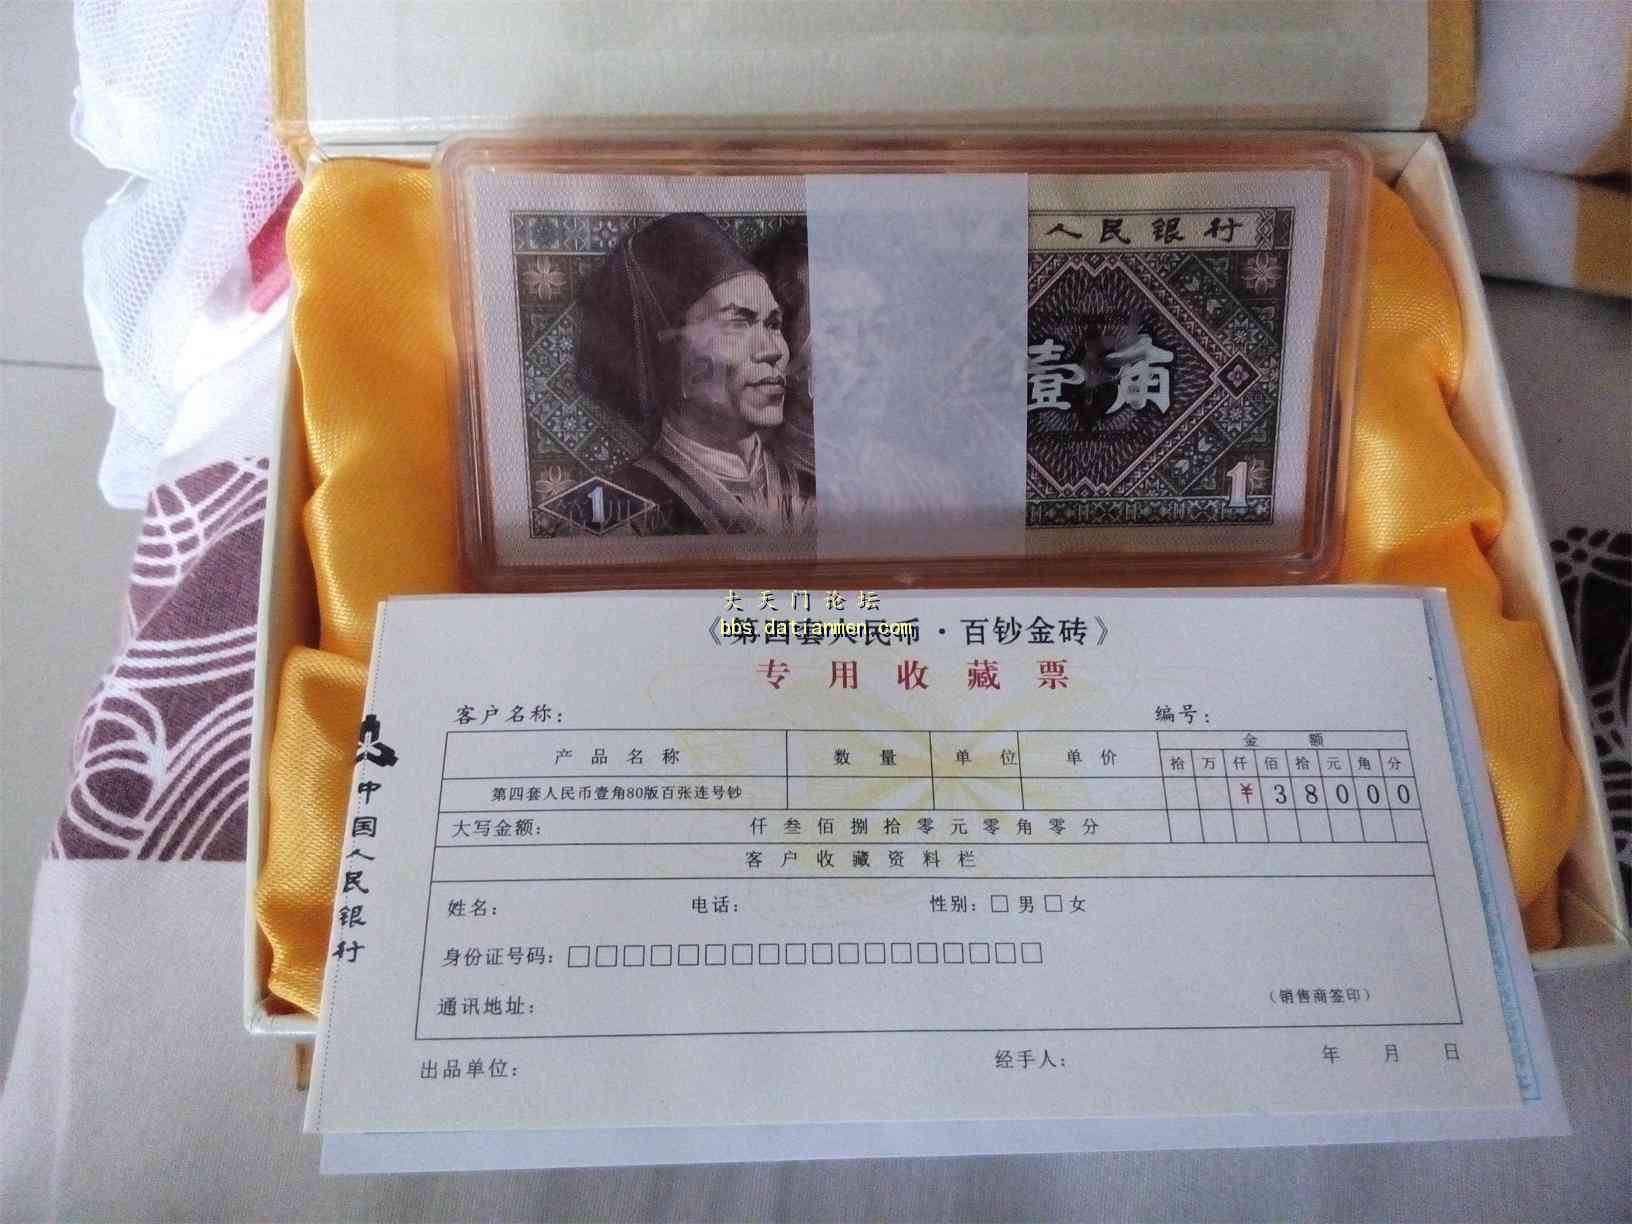 人民银行
壹角
1
1
大天门论坛
bbs.datianmen.com
《第四套人民币·百钞金砖》
专用收藏票
客户名称： 编号：
产品名称 数量 单位 单价 金额
拾 万 仟 佰 拾 元 角 分
第四套人民币壹角80版百张连号钞 ¥ 3 8 0 0 0
大写金额： 仟 叁 佰 捌 拾 零 元 零 角 零 分
客户收藏资料栏
姓名： 电话： 性别：□男□女
身份证号码：□□□□□□□□□□□□□□□□□□
通讯地址： （销售商签印）
出品单位： 经手人： 年 月 日
中国人民银行